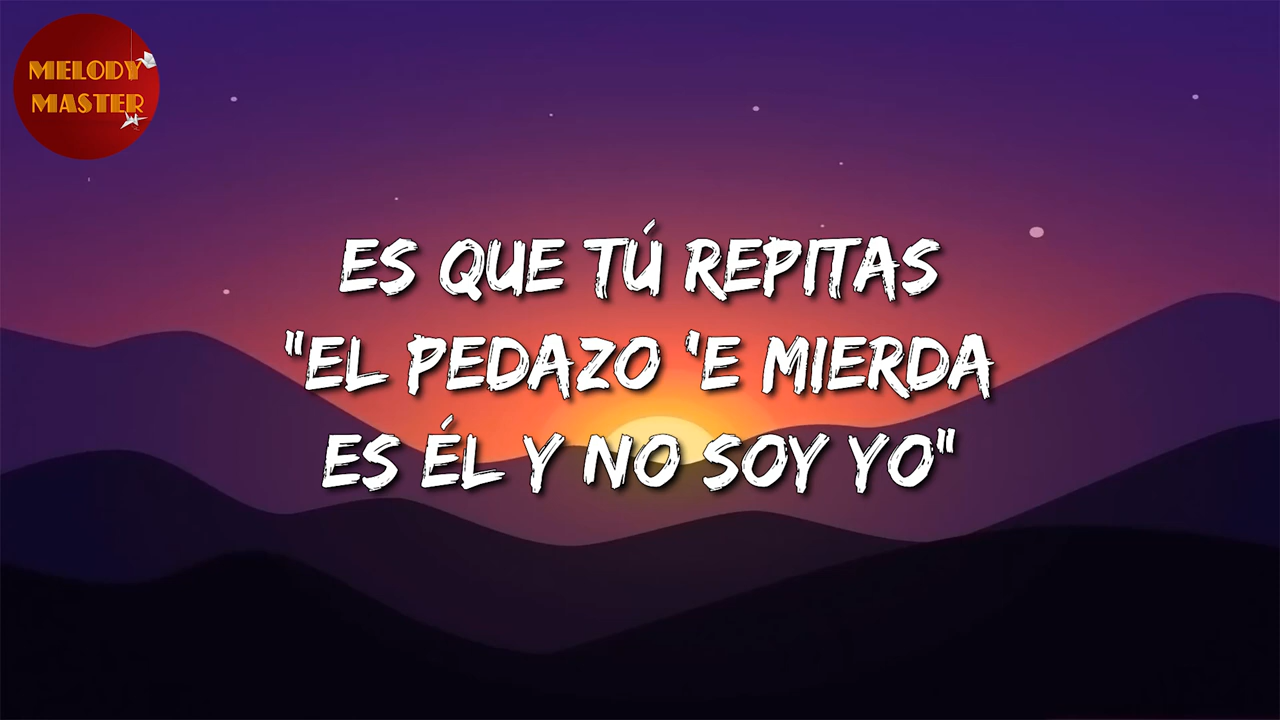 MELODY
MASTER
ES QUE TÚ REPITAS
"EL PEDAZO 'E MIERDA
ES ÉL Y NO SOY YO"